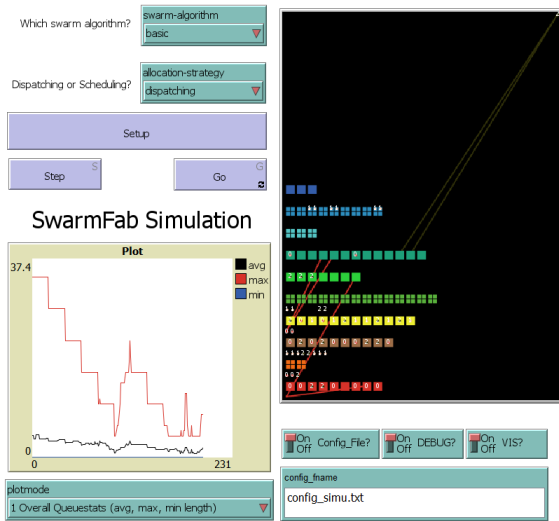 Which swarm algorithm?
swarm-algorithm
basic
Dispatching or Scheduling?
allocation-strategy
dispatching
Setup
Step
S
Go
G
SwarmFab Simulation
Plot
37.4
0
0
231
avg
max
min
plotmode
1 Overall Queuestats (avg, max, min length)
On
Off
Config_File?
On
Off
DEBUG?
On
Off
VIS?
config_fname
config_simu.txt